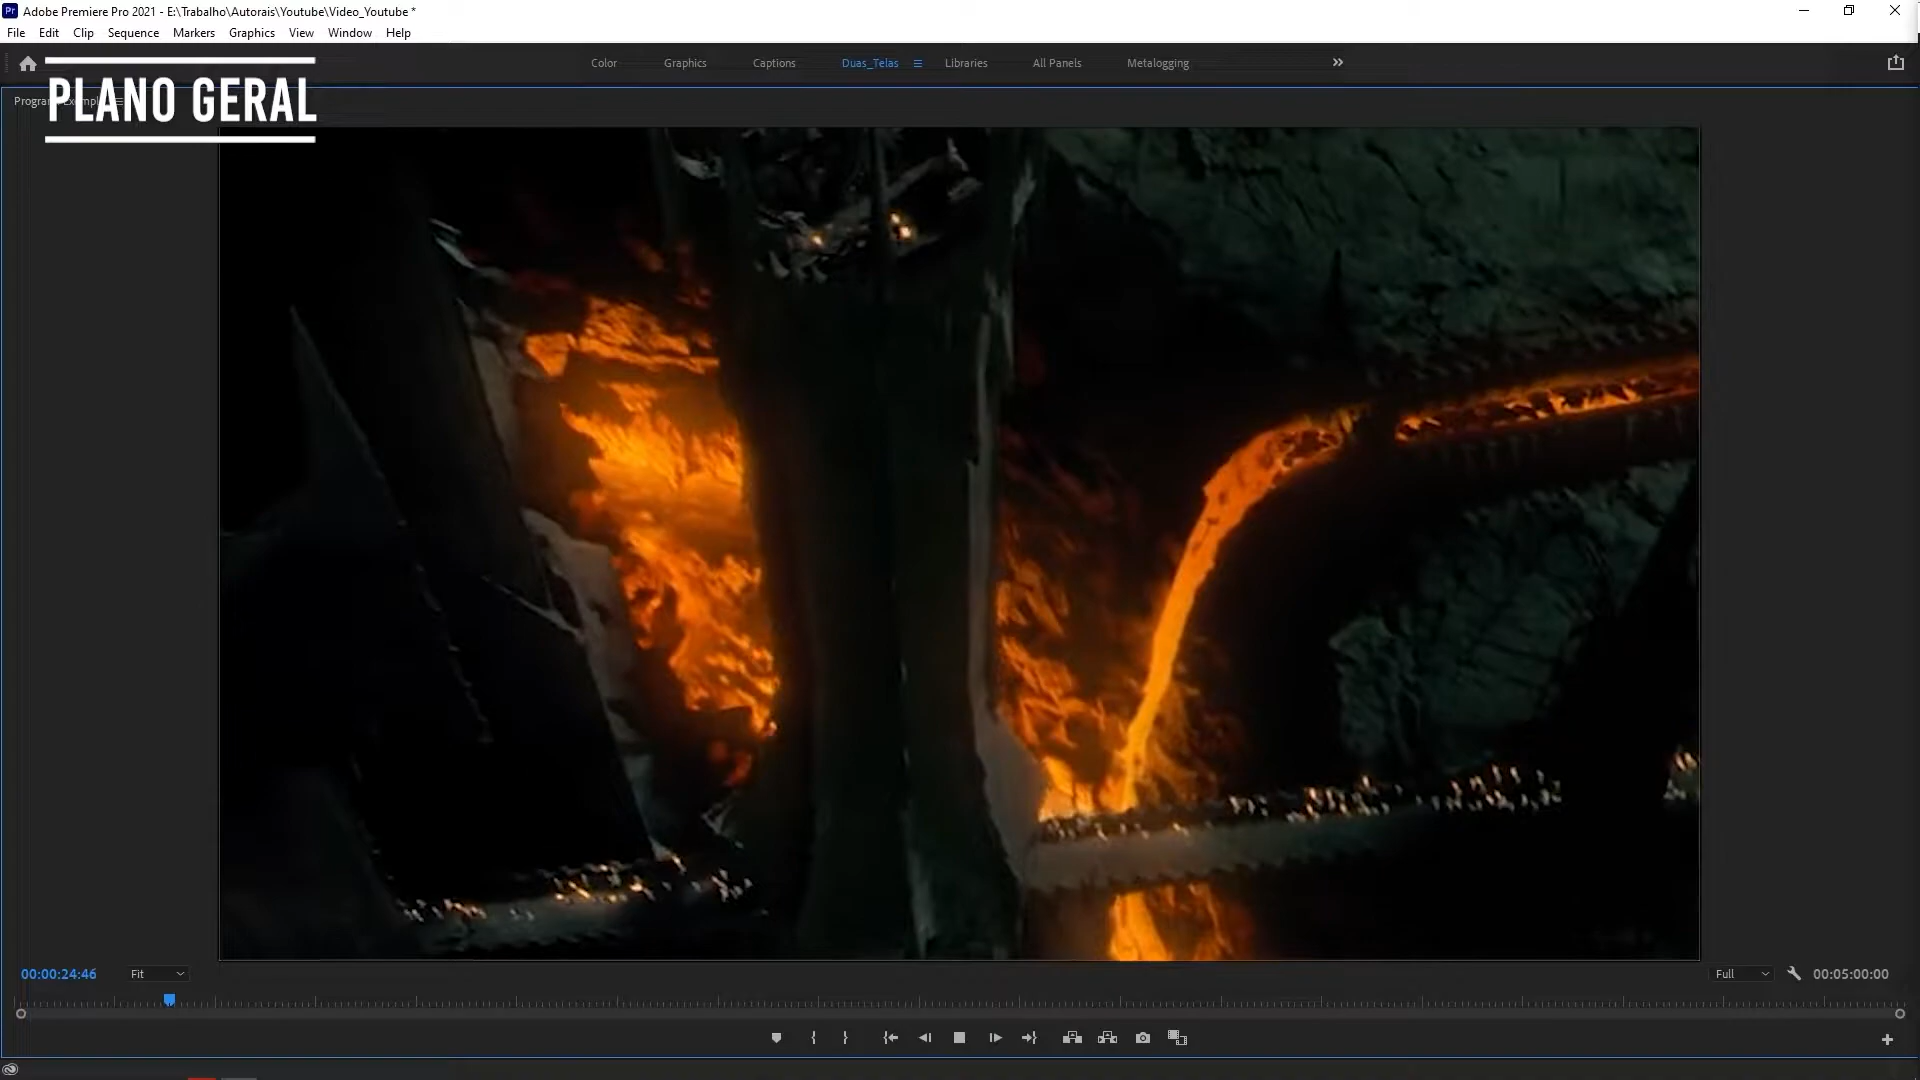 Adobe Premiere Pro 2021 - E:\Trabalho\Autorais\Youtube\Video_Youtube *
File Edit Clip Sequence Markers Graphics View Window Help
Color Graphics Captions Duas_Telas Libraries All Panels Metalogging
PLANO GERAL
00:00:24:46 Fit Full 00:05:00:00